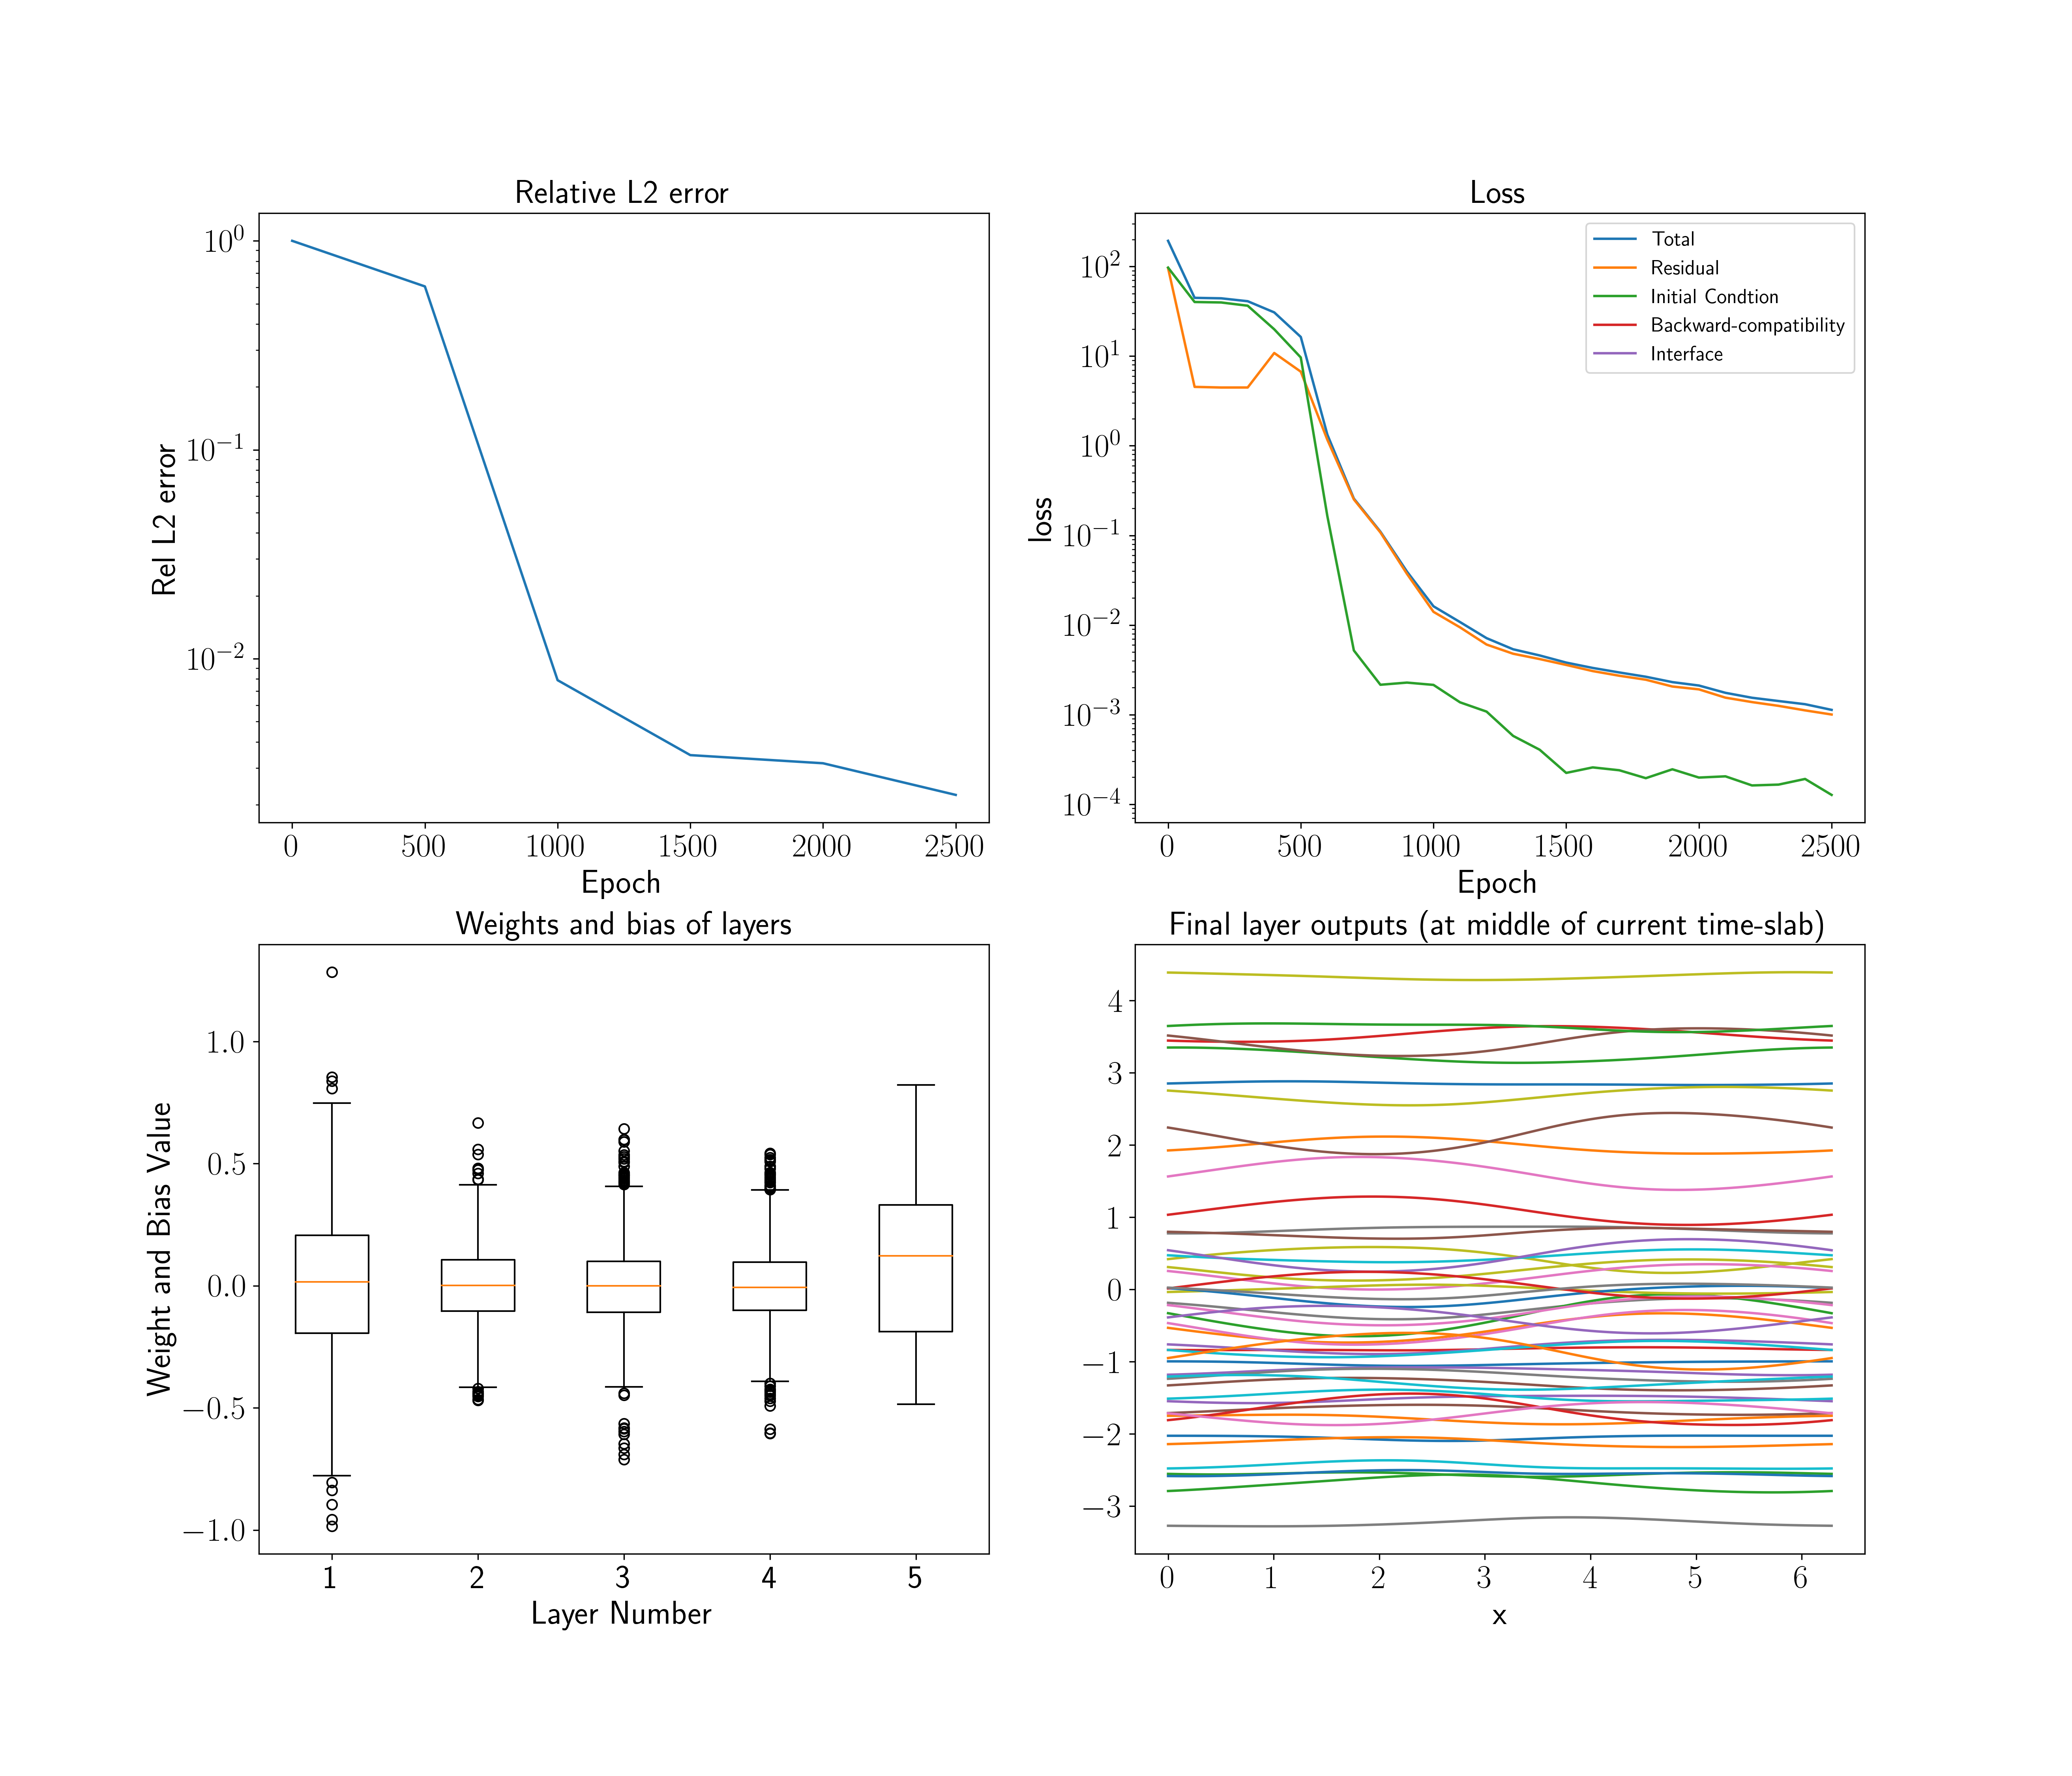 Relative L2 error
10^0
10^−1
10^−2
Rel L2 error
0 500 1000 1500 2000 2500
Epoch
Loss
10^2
10^1
10^0
10^−1
10^−2
10^−3
10^−4
loss
Total
Residual
Initial Condtion
Backward-compatibility
Interface
0 500 1000 1500 2000 2500
Epoch
Weights and bias of layers
1.0
0.5
0.0
−0.5
−1.0
Weight and Bias Value
1 2 3 4 5
Layer Number
Final layer outputs (at middle of current time-slab)
4
3
2
1
0
−1
−2
−3
0 1 2 3 4 5 6
x